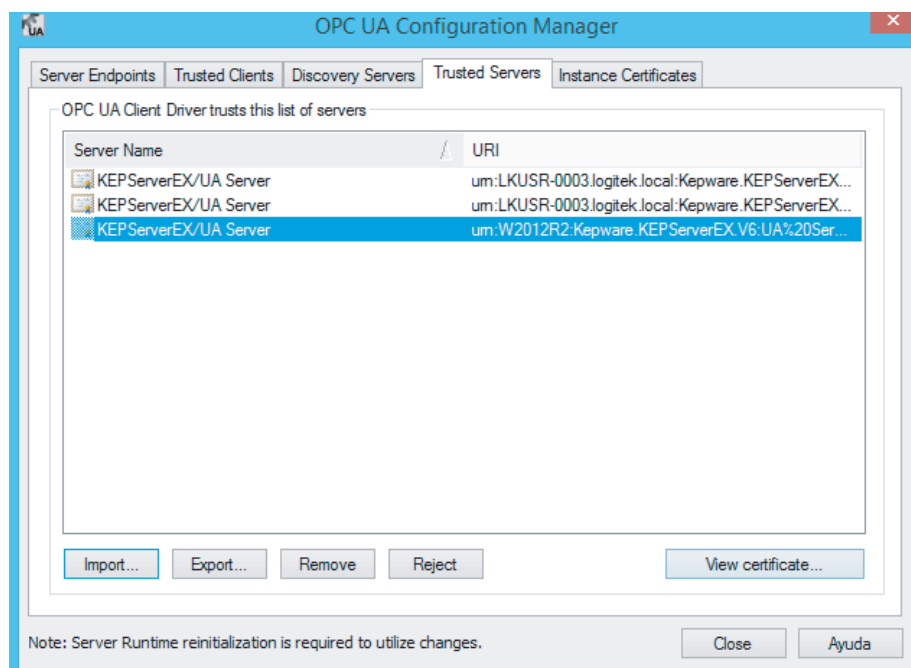 UA
OPC UA Configuration Manager
Server Endpoints Trusted Clients Discovery Servers Trusted Servers Instance Certificates
OPC UA Client Driver trusts this list of servers
Server Name URI
KEPServerEX/UA Server urn:LKUSR-0003.logitek.local:Kepware.KEPServerEX...
KEPServerEX/UA Server urn:LKUSR-0003.logitek.local:Kepware.KEPServerEX...
KEPServerEX/UA Server urn:W2012R2:Kepware.KEPServerEX.V6:UA%20Ser...
Import... Export... Remove Reject View certificate...
Note: Server Runtime reinitialization is required to utilize changes. Close Ayuda